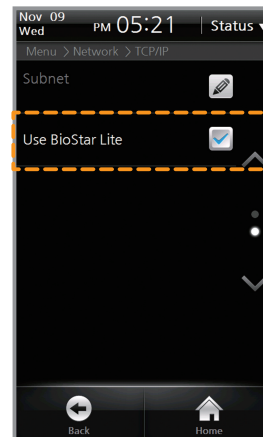 Nov 09
Wed PM 05:21 Status
Menu > Network > TCP/IP
Subnet
Use BioStar Lite
Back Home